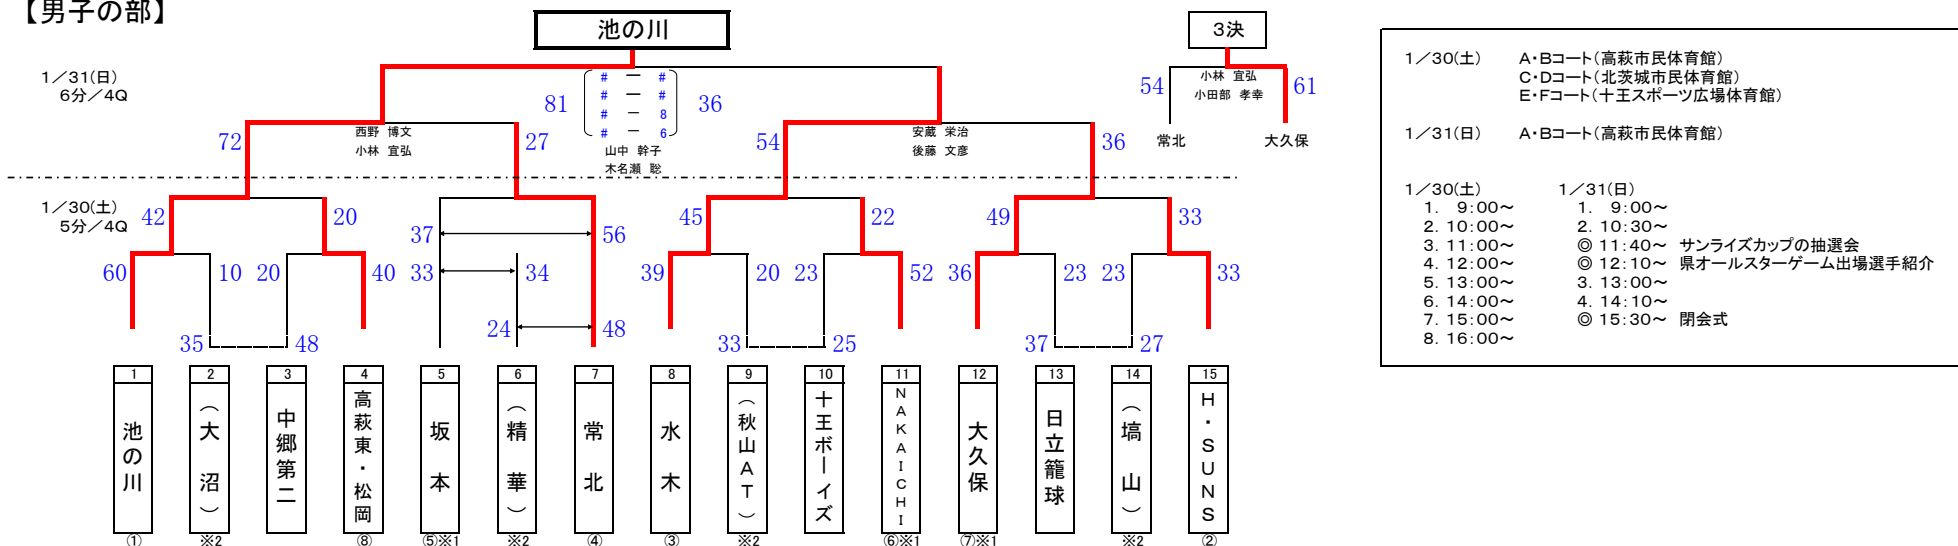 【男子の部】
池の川
3決
1／31(日)
6分／4Q
81
# ー #
# ー #
# ー 8
# ー 6
36
山中 幹子
木名瀬 聡
54
小林 宜弘
小田部 孝幸
61
常北
大久保
72
西野 博文
小林 宜弘
27
54
安蔵 栄治
後藤 文彦
36
1／30(土)
5分／4Q
42
20
37
56
45
22
49
33
60
10
20
40
33
34
39
20
23
52
36
23
23
33
24
48
35
48
33
25
37
27
1
池の川
①
2
（大沼）
※2
3
中郷第二
4
高萩東・松岡
⑧
5
坂本
⑤※1
6
（精華）
※2
7
常北
④
8
水木
③
9
（秋山AT）
※2
10
十王ボーイズ
11
NAKAICHI
⑥※1
12
大久保
⑦※1
13
日立龍球
14
（塙山）
※2
15
H・SUNS
②
1／30(土) A・Bコート(高萩市民体育館)
C・Dコート(北茨城市民体育館)
E・Fコート(十王スポーツ広場体育館)
1／31(日) A・Bコート(高萩市民体育館)
1／30(土) 1／31(日)
1. 9:00～ 1. 9:00～
2. 10:00～ 2. 10:30～
3. 11:00～ ◎ 11:40～ サンライズカップの抽選会
4. 12:00～ ◎ 12:10～ 県オールスターゲーム出場選手紹介
5. 13:00～ 3. 13:00～
6. 14:00～ 4. 14:10～
7. 15:00～ ◎ 15:30～ 閉会式
8. 16:00～